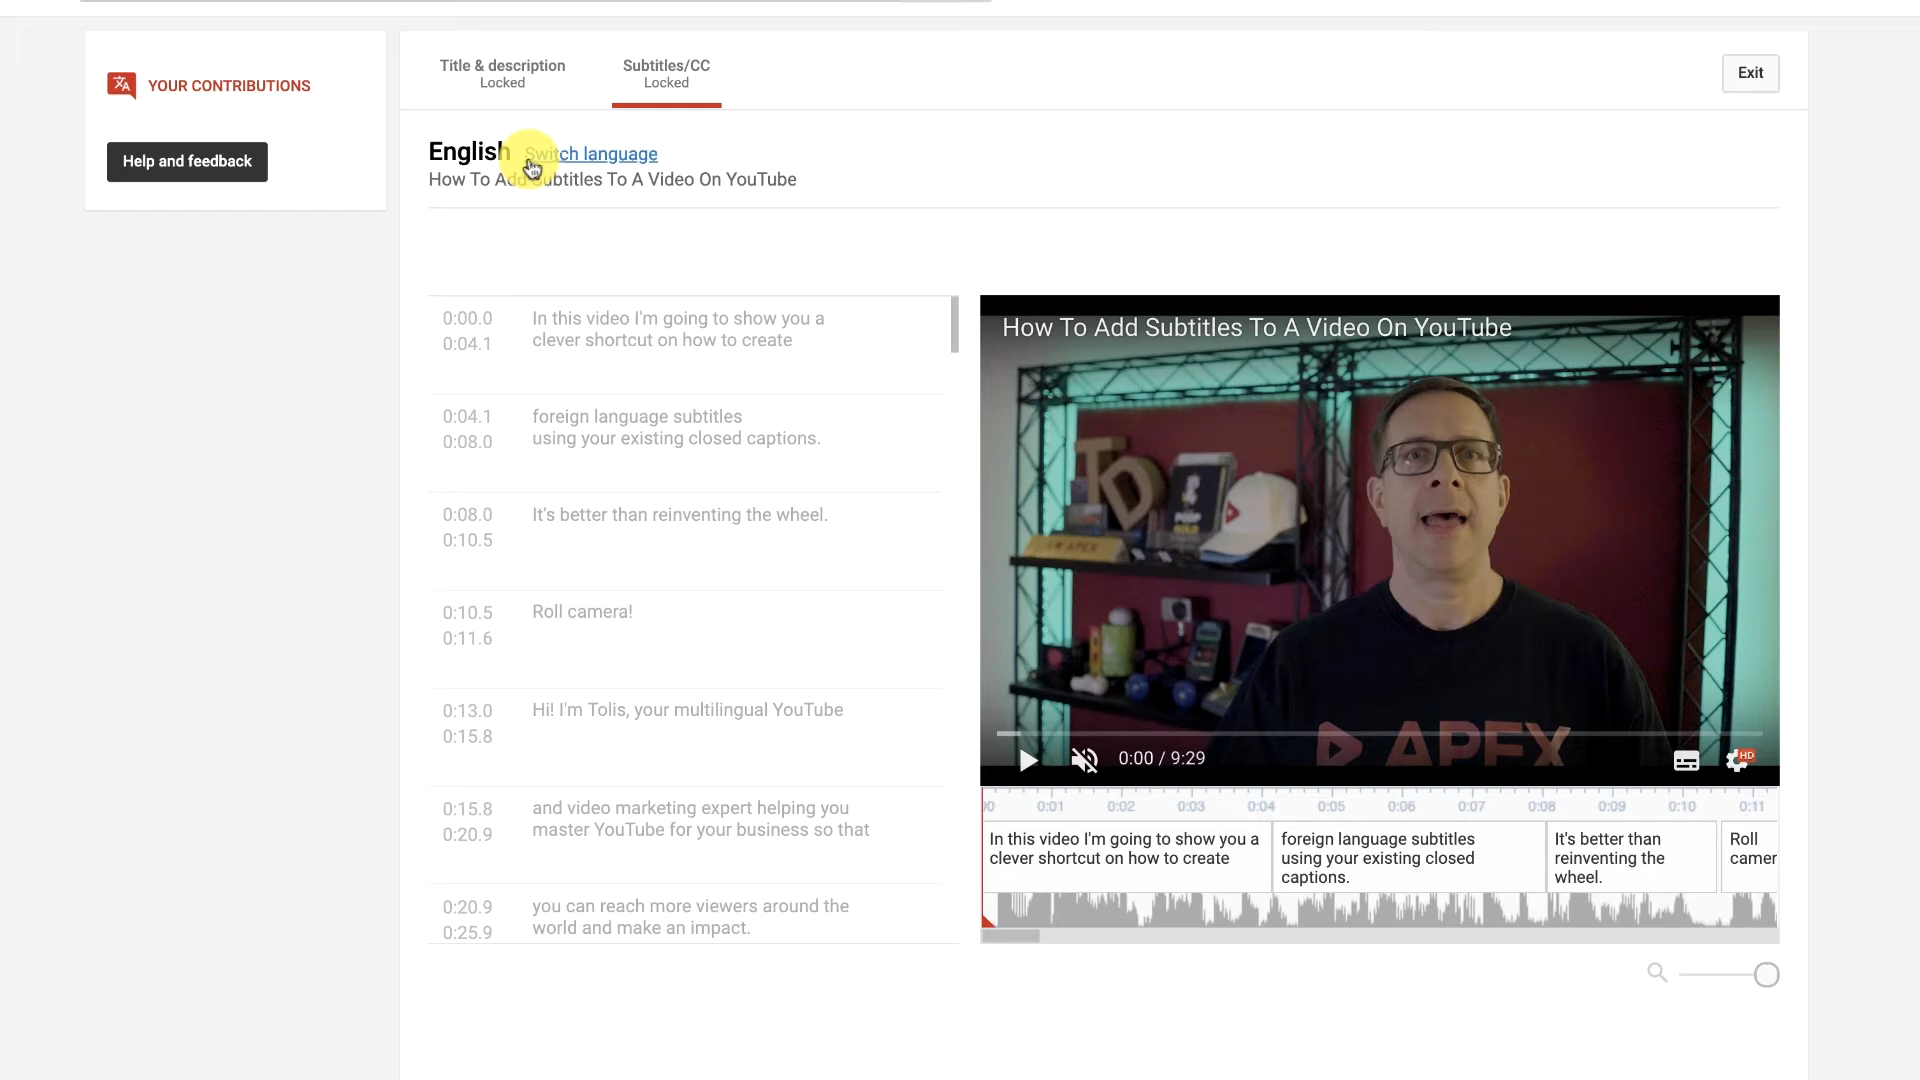 YOUR CONTRIBUTIONS
Help and feedback
Title & description
Locked
Subtitles/CC
Locked
Exit
English Switch language
How To Add Subtitles To A Video On YouTube
0:00.0 In this video I'm going to show you a
0:04.1 clever shortcut on how to create
0:04.1 foreign language subtitles
0:08.0 using your existing closed captions.
0:08.0 It's better than reinventing the wheel.
0:10.5
0:10.5 Roll camera!
0:11.6
0:13.0 Hi! I'm Tolis, your multilingual YouTube
0:15.8
0:15.8 and video marketing expert helping you
0:20.9 master YouTube for your business so that
0:20.9 you can reach more viewers around the
0:25.9 world and make an impact.
How To Add Subtitles To A Video On YouTube
TD
APEX
0:00 / 9:29
HD
00 0:01 0:02 0:03 0:04 0:05 0:06 0:07 0:08 0:09 0:10 0:11
In this video I'm going to show you a
clever shortcut on how to create
foreign language subtitles
using your existing closed
captions.
It's better than
reinventing the
wheel.
Roll
camer